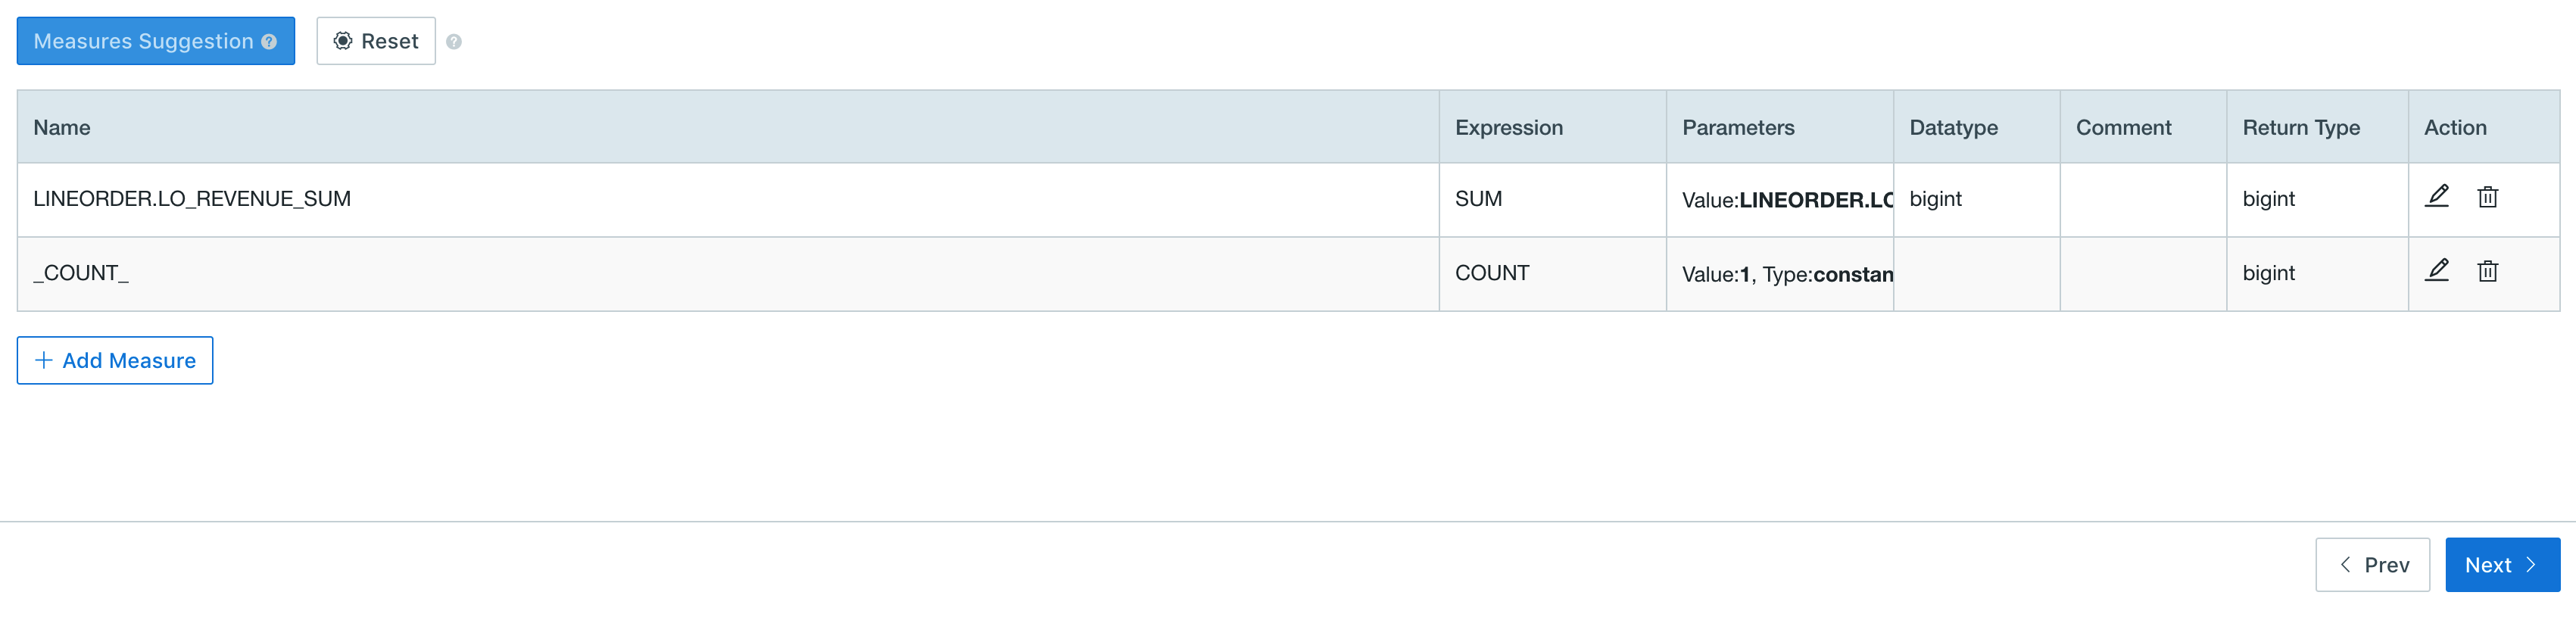 Measures Suggestion ? Reset ?
Name Expression Parameters Datatype Comment Return Type Action
LINEORDER.LO_REVENUE_SUM SUM Value:LINEORDER.LO bigint bigint
_COUNT_ COUNT Value:1, Type:constan bigint
+ Add Measure
< Prev Next >